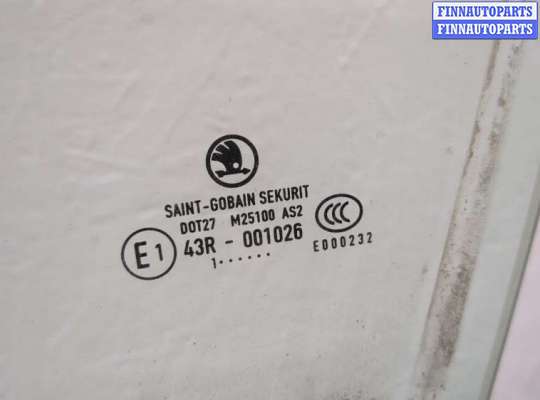 FINNAUTOPARTS
FINNAUTOPARTS
SAINT-GOBAIN SEKURIT
DOT27 M25100 AS2
E1 43R - 001026
CCC
1······
E000232